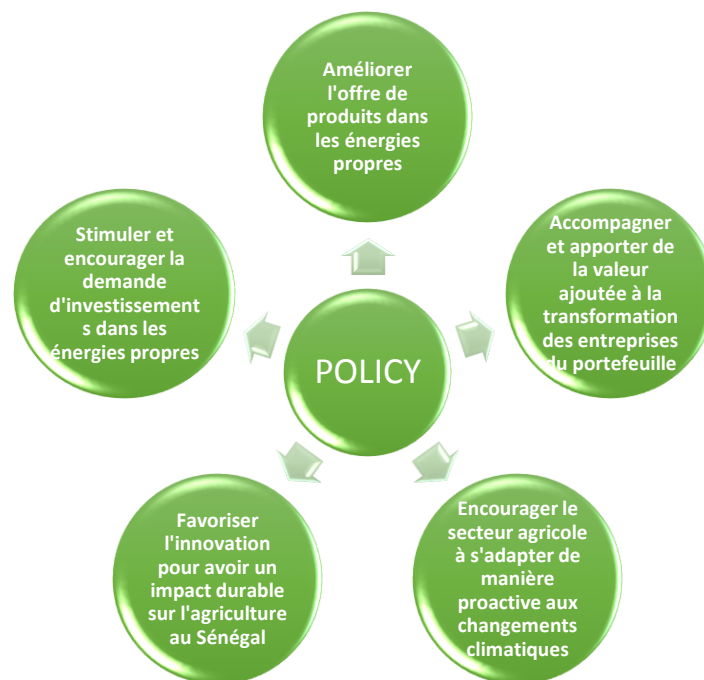 Améliorer
l'offre de
produits dans
les énergies
propres
Accompagner
et apporter de
la valeur
ajoutée à la
transformation
des entreprises
du portefeuille
Encourager le
secteur agricole
à s'adapter de
manière
proactive aux
changements
climatiques
Favoriser
l'innovation
pour avoir un
impact durable
sur l'agriculture
au Sénégal
Stimuler et
encourager la
demande
d'investissement
s dans les
énergies propres
POLICY